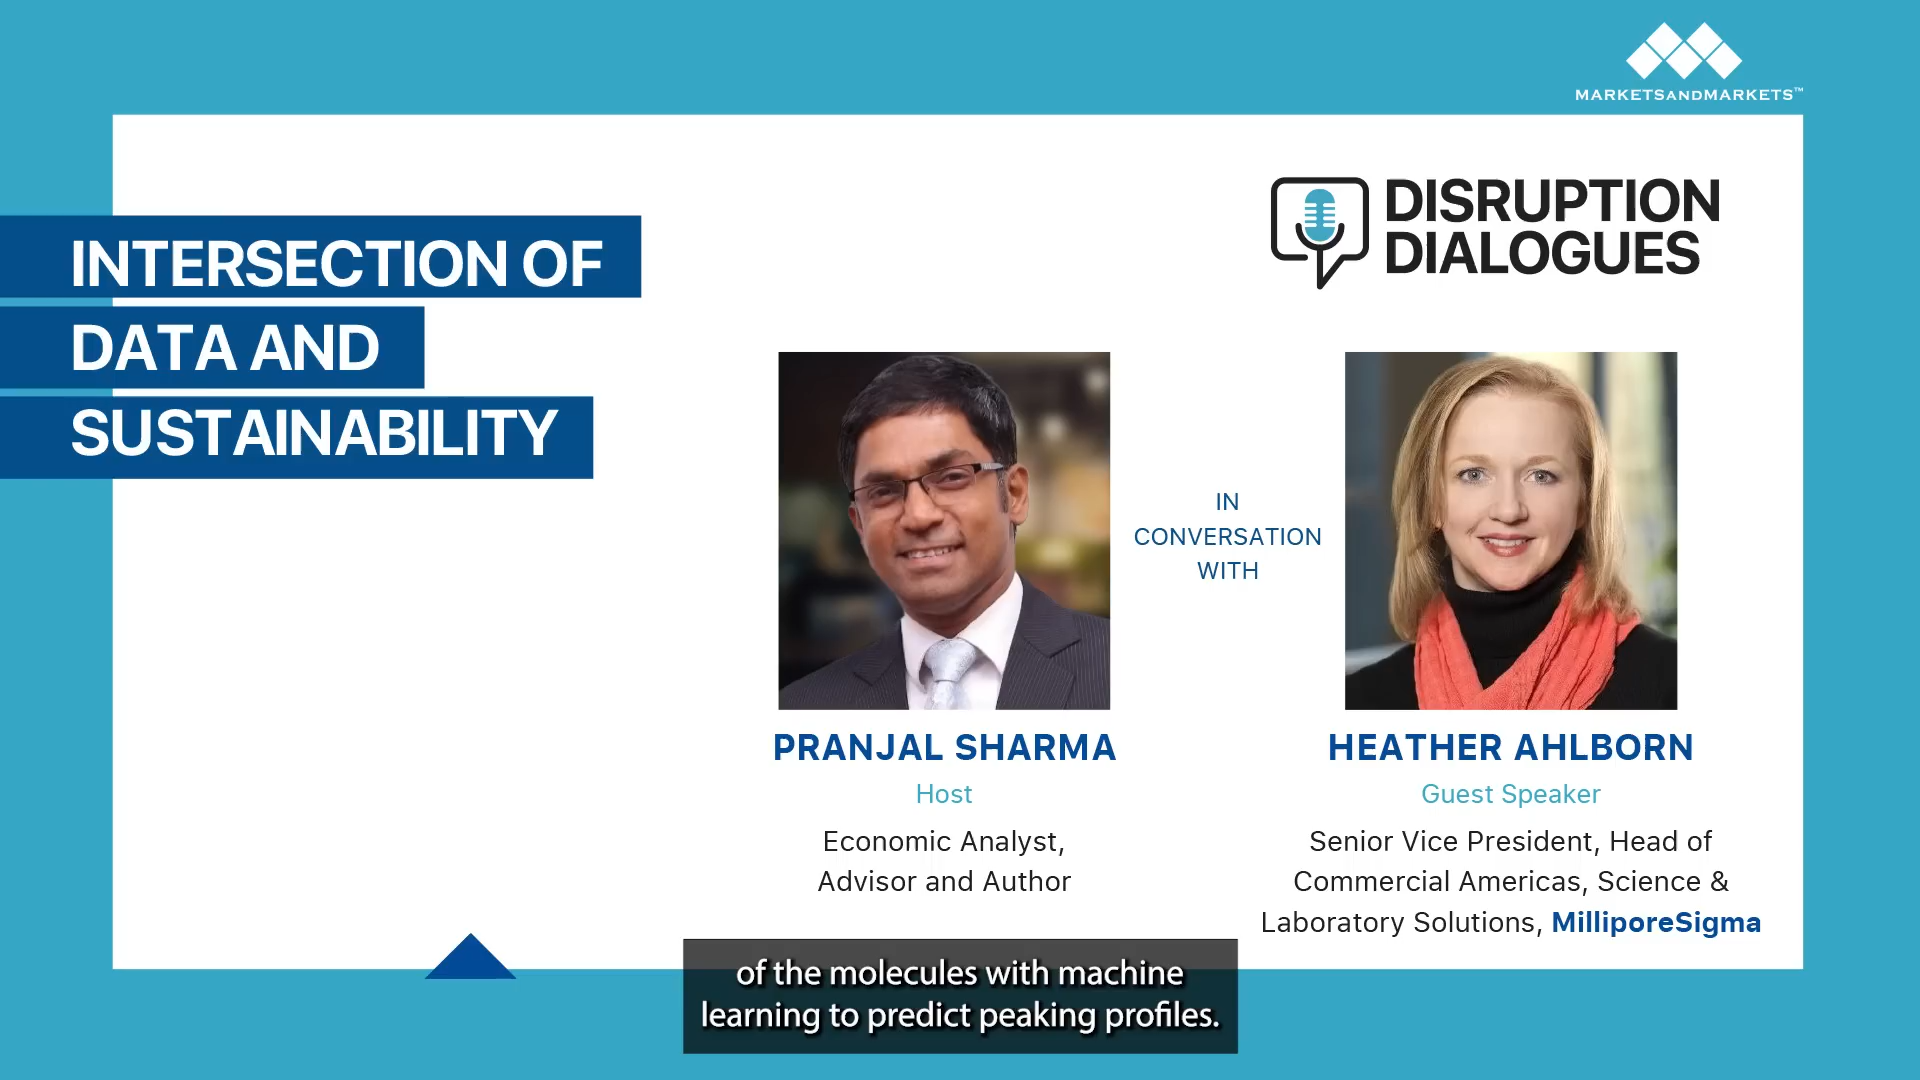 MARKETSANDMARKETS™
DISRUPTION
DIALOGUES
INTERSECTION OF
DATA AND
SUSTAINABILITY
IN
CONVERSATION
WITH
PRANJAL SHARMA
Host
Economic Analyst,
Advisor and Author
HEATHER AHLBORN
Guest Speaker
Senior Vice President, Head of
Commercial Americas, Science &
Laboratory Solutions, MilliporeSigma
of the molecules with machine
learning to predict peaking profiles.